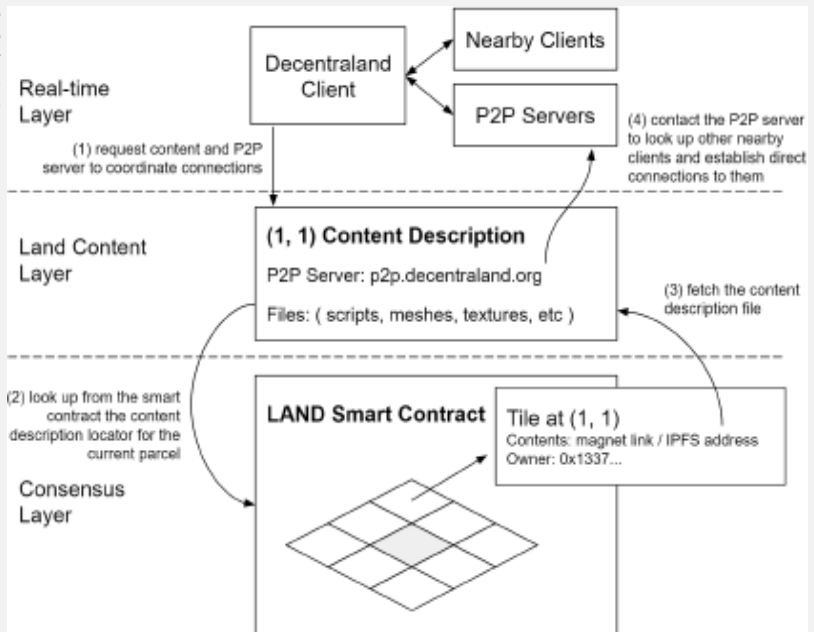 Decentraland
Client
Nearby Clients
P2P Servers
Real-time
Layer
(1) request content and P2P
server to coordinate connections
(4) contact the P2P server
to look up other nearby
clients and establish direct
connections to them
Land Content
Layer
(1, 1) Content Description
P2P Server: p2p.decentraland.org
Files: ( scripts, meshes, textures, etc )
(3) fetch the content
description file
(2) look up from the smart
contract the content
description locator for the
current parcel
Consensus
Layer
LAND Smart Contract
Tile at (1, 1)
Contents: magnet link / IPFS address
Owner: 0x1337...